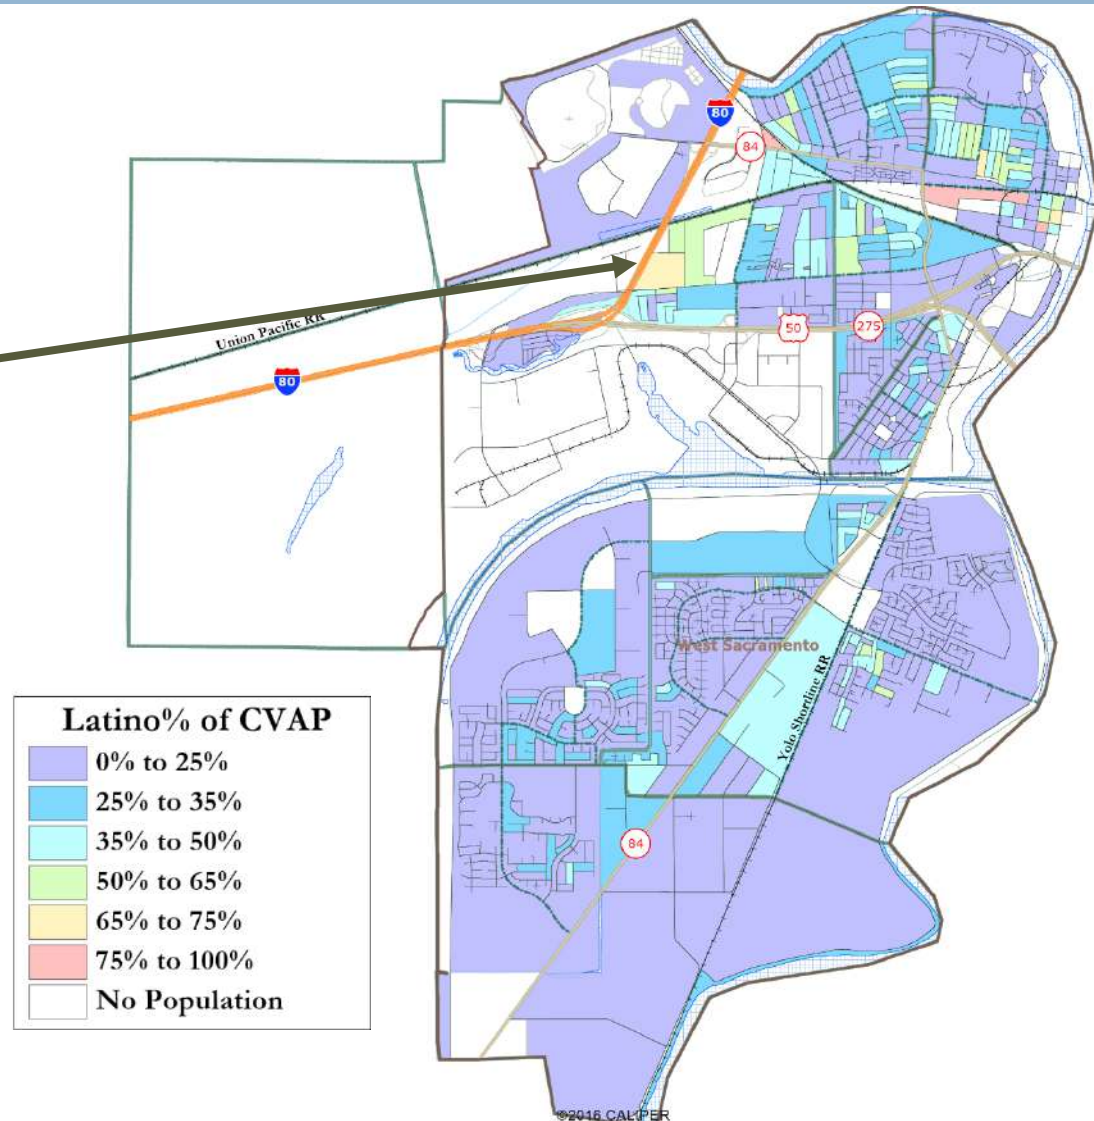 80
84
Union Pacific RR
50
275
80
West Sacramento
Yolo Shortline RR
84
Latino% of CVAP
0% to 25%
25% to 35%
35% to 50%
50% to 65%
65% to 75%
75% to 100%
No Population
©2016 CALIPER